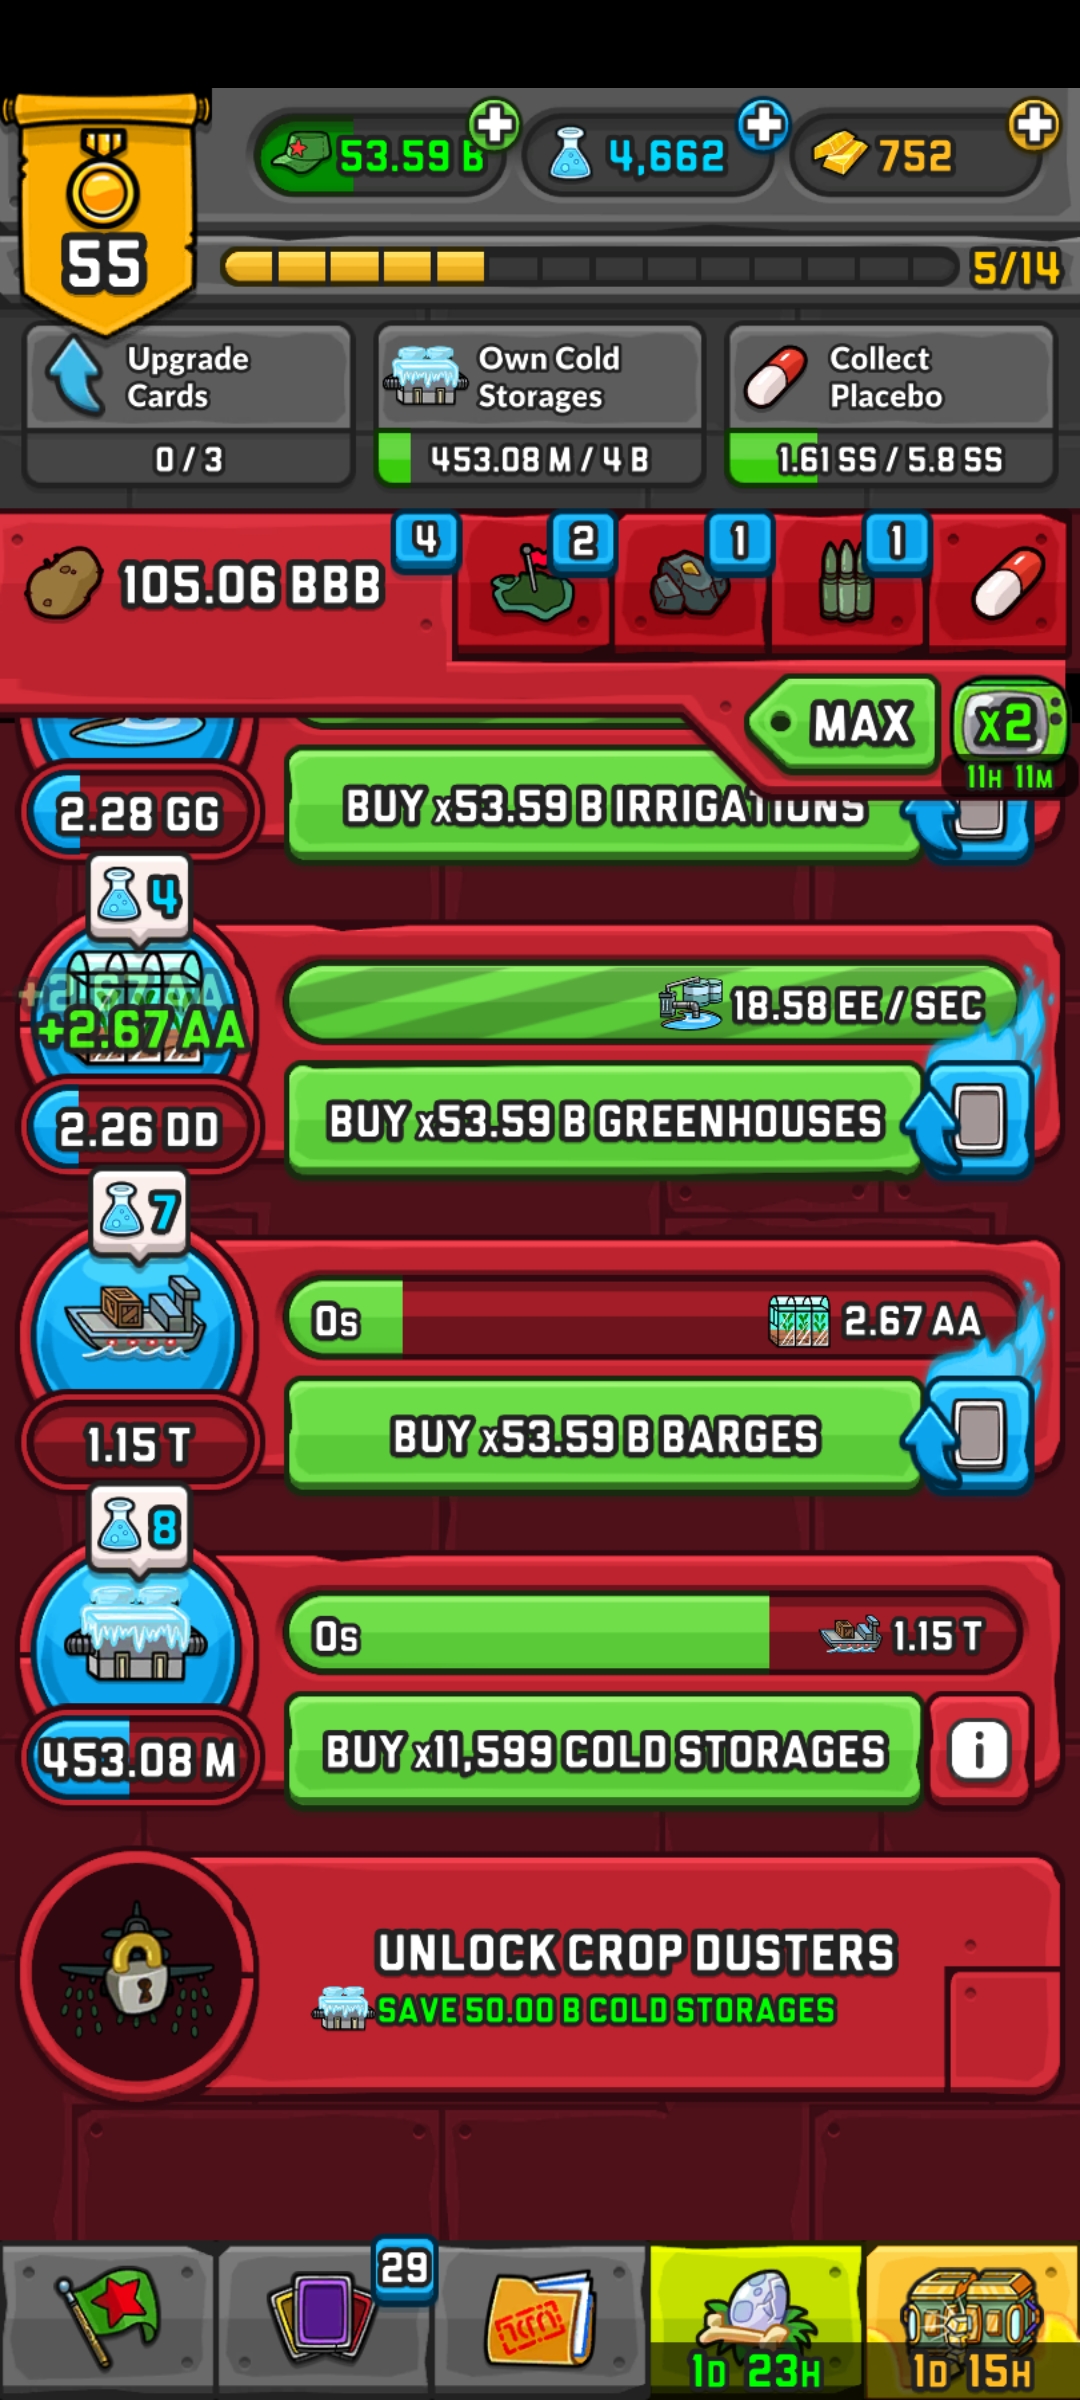 53.59 B
4,662
752
55
5/14
Upgrade
Cards
0 / 3
Own Cold
Storages
453.08 M / 4 B
Collect
Placebo
1.61 SS / 5.8 SS
105.06 BBB
4
2
1
1
MAX
x2
11H 11M
2.28 GG
BUY x53.59 B IRRIGATIONS
4
+2.67 AA
+2.67 AA
18.58 EE / SEC
2.26 DD
BUY x53.59 B GREENHOUSES
7
0s
2.67 AA
1.15 T
BUY x53.59 B BARGES
8
0s
1.15 T
453.08 M
BUY x11,599 COLD STORAGES
i
UNLOCK CROP DUSTERS
SAVE 50.00 B COLD STORAGES
29
1D 23H
1D 15H